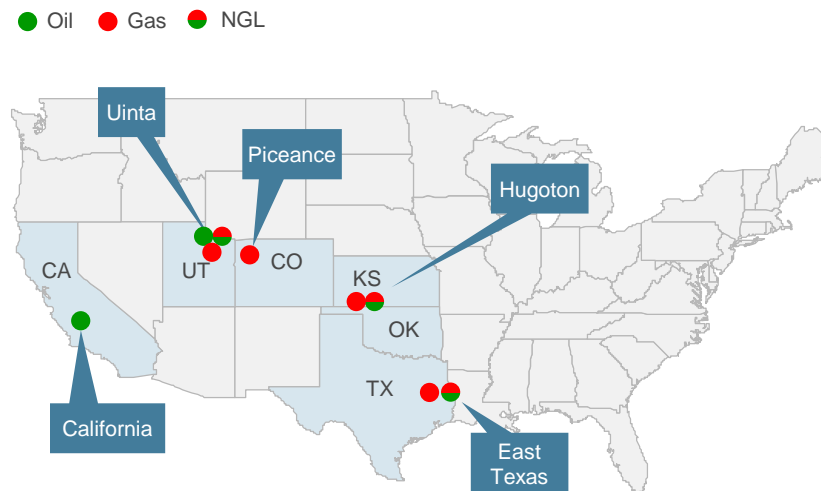 Oil Gas NGL
Uinta
Piceance
Hugoton
CA
UT
CO
KS
OK
TX
California
East
Texas